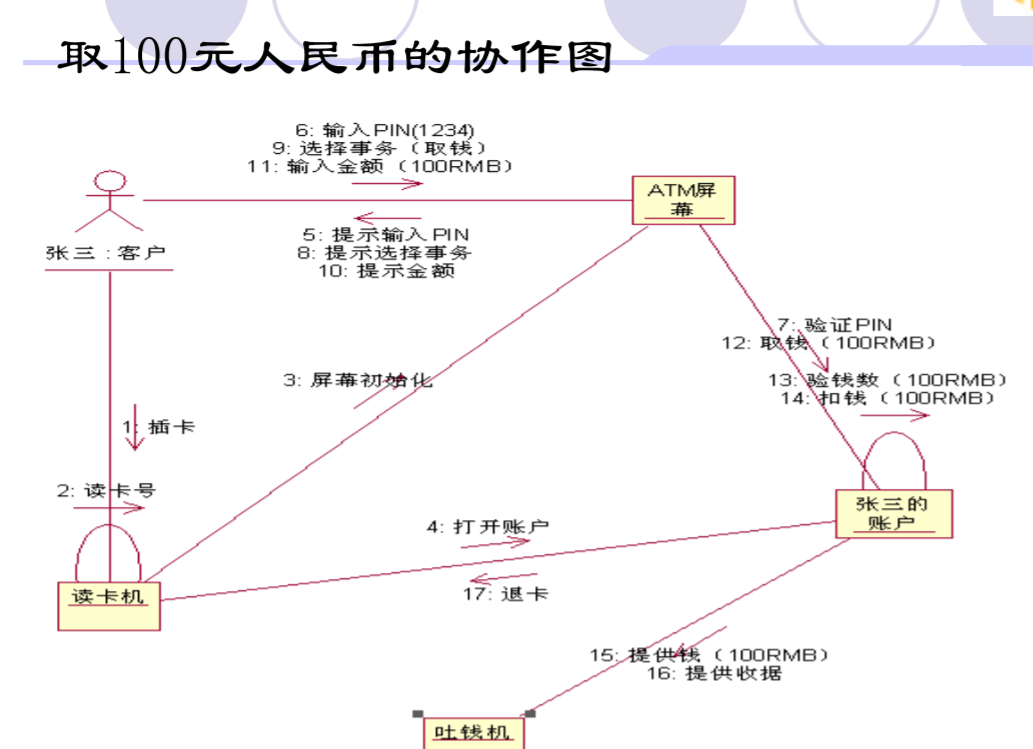 取100元人民币的协作图
6: 输入PIN(1234)
9: 选择事务（取钱）
11: 输入金额（100RMB）
ATM屏
幕
5: 提示输入PIN
8: 提示选择事务
10: 提示金额
张三 : 客户
7: 验证PIN
12: 取钱（100RMB）
3: 屏幕初始化
13: 验钱数（100RMB）
14: 扣钱（100RMB）
1: 插卡
2: 读卡号
张三的
账户
4: 打开账户
读卡机
17: 退卡
15: 提供钱（100RMB）
16: 提供收据
吐钱机